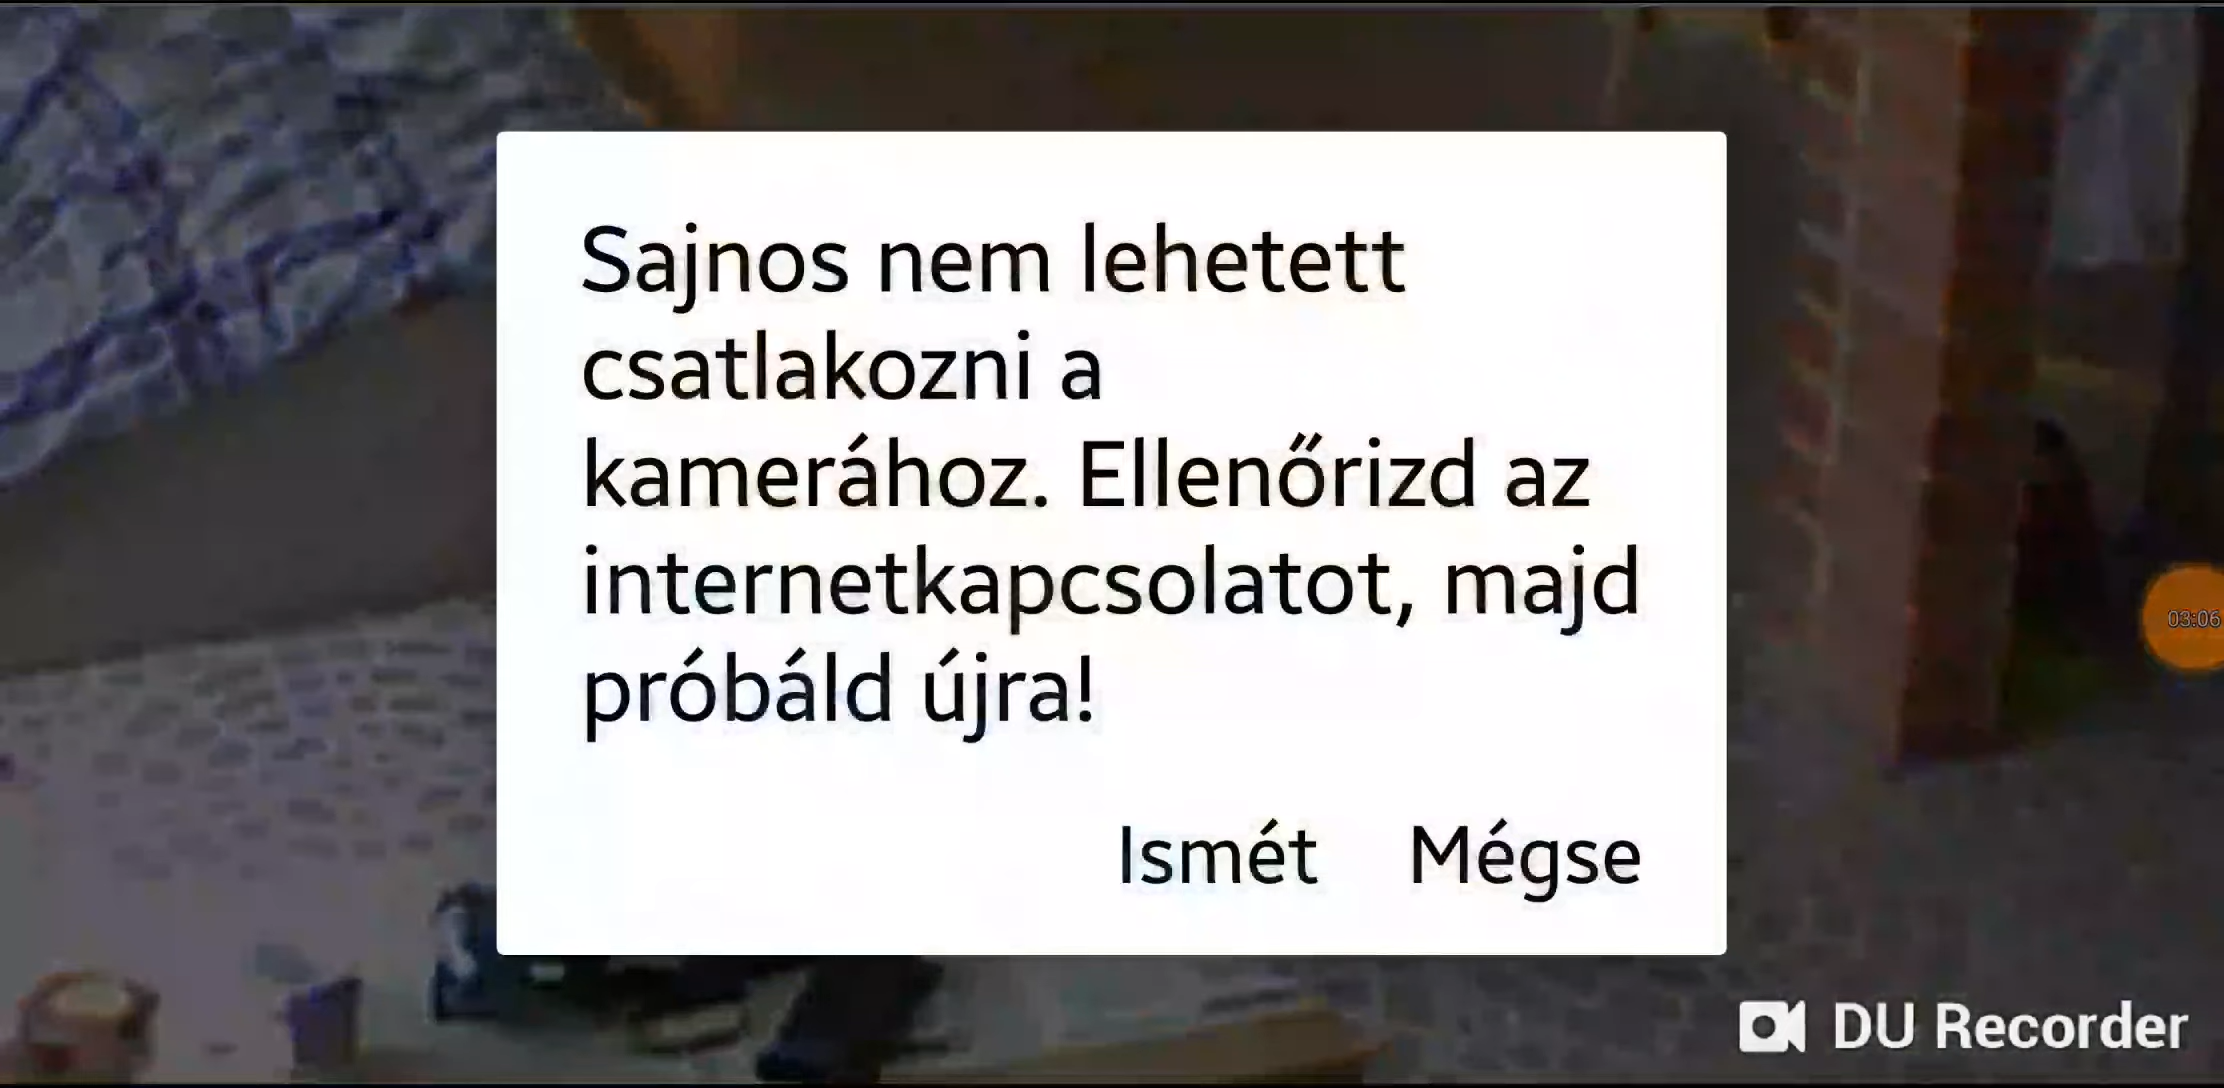 Sajnos nem lehetett
csatlakozni a
kamerához. Ellenőrizd az
internetkapcsolatot, majd
próbáld újra!
Ismét Mégse
03:06
DU Recorder